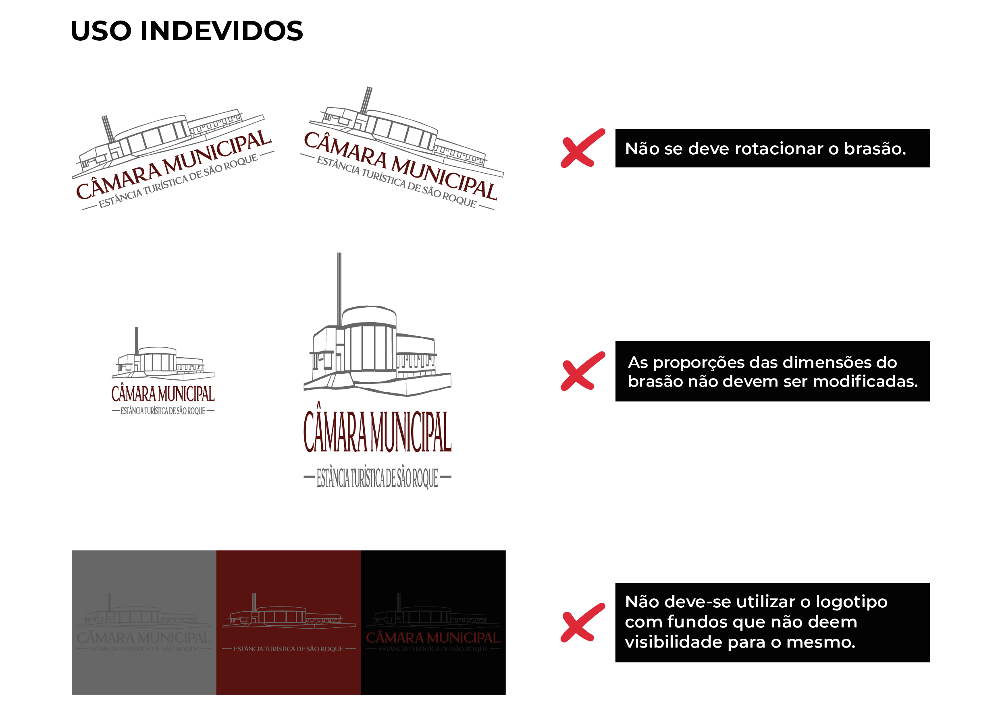 USO INDEVIDOS
CÂMARA MUNICIPAL
ESTÂNCIA TURÍSTICA DE SÃO ROQUE
CÂMARA MUNICIPAL
ESTÂNCIA TURÍSTICA DE SÃO ROQUE
Não se deve rotacionar o brasão.
CÂMARA MUNICIPAL
ESTÂNCIA TURÍSTICA DE SÃO ROQUE
CÂMARA MUNICIPAL
ESTÂNCIA TURÍSTICA DE SÃO ROQUE
As proporções das dimensões do
brasão não devem ser modificadas.
CÂMARA MUNICIPAL
ESTÂNCIA TURÍSTICA DE SÃO ROQUE
ESTÂNCIA TURÍSTICA DE SÃO ROQUE
CÂMARA MUNICIPAL
ESTÂNCIA TURÍSTICA DE SÃO ROQUE
Não deve-se utilizar o logotipo
com fundos que não deem
visibilidade para o mesmo.